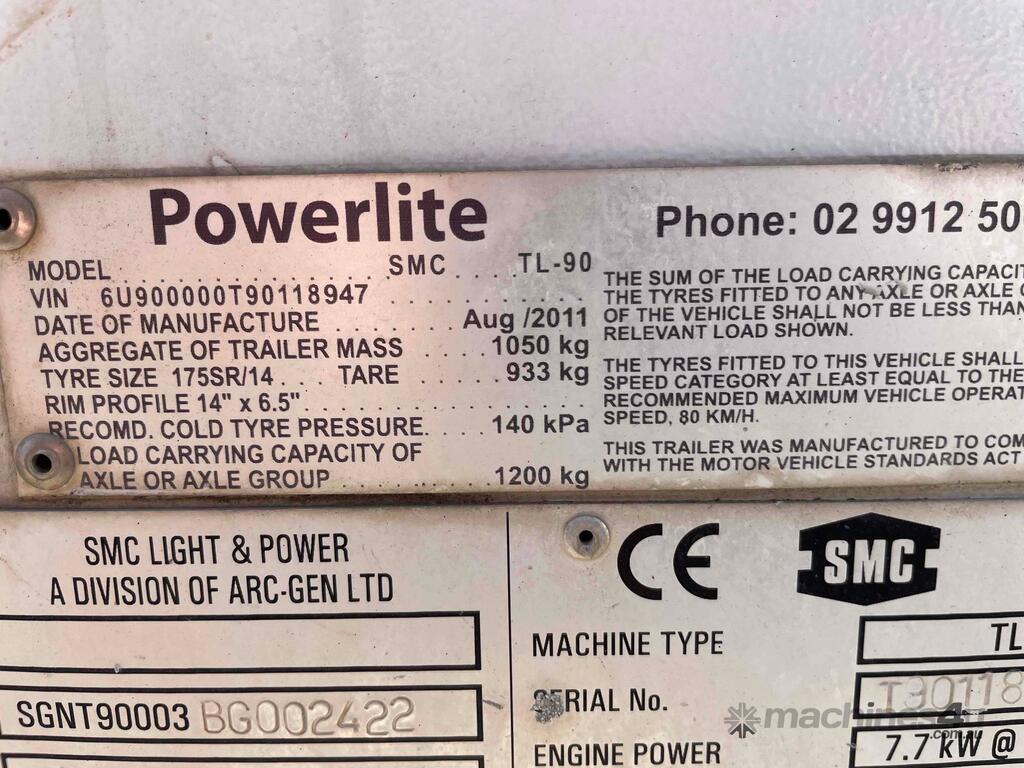 Powerlite
Phone: 02 9912 50
MODEL SMC TL-90
VIN 6U900000T90118947 . . . . . . . . . . .
DATE OF MANUFACTURE . . . . . . . . Aug /2011
AGGREGATE OF TRAILER MASS . . . . . 1050 kg
TYRE SIZE 175SR/14 . . . TARE . . . . . 933 kg
RIM PROFILE 14" x 6.5" . . . . . . . . . . . . . .
RECOMD. COLD TYRE PRESSURE. . . . . 140 kPa
LOAD CARRYING CAPACITY OF
AXLE OR AXLE GROUP . . . . . . . . . 1200 kg
THE SUM OF THE LOAD CARRYING CAPACIT
THE TYRES FITTED TO ANY AXLE OR AXLE
OF THE VEHICLE SHALL NOT BE LESS THAN
RELEVANT LOAD SHOWN.
THE TYRES FITTED TO THIS VEHICLE SHALL
SPEED CATEGORY AT LEAST EQUAL TO THE
RECOMMENDED MAXIMUM VEHICLE OPERAT
SPEED, 80 KM/H.
THIS TRAILER WAS MANUFACTURED TO COM
WITH THE MOTOR VEHICLE STANDARDS ACT
SMC LIGHT & POWER
A DIVISION OF ARC-GEN LTD
SGNT90003 BG002422
CE SMC
MACHINE TYPE TL
SERIAL No. T90118
ENGINE POWER 7.7 kW @
machines4u
.com.au